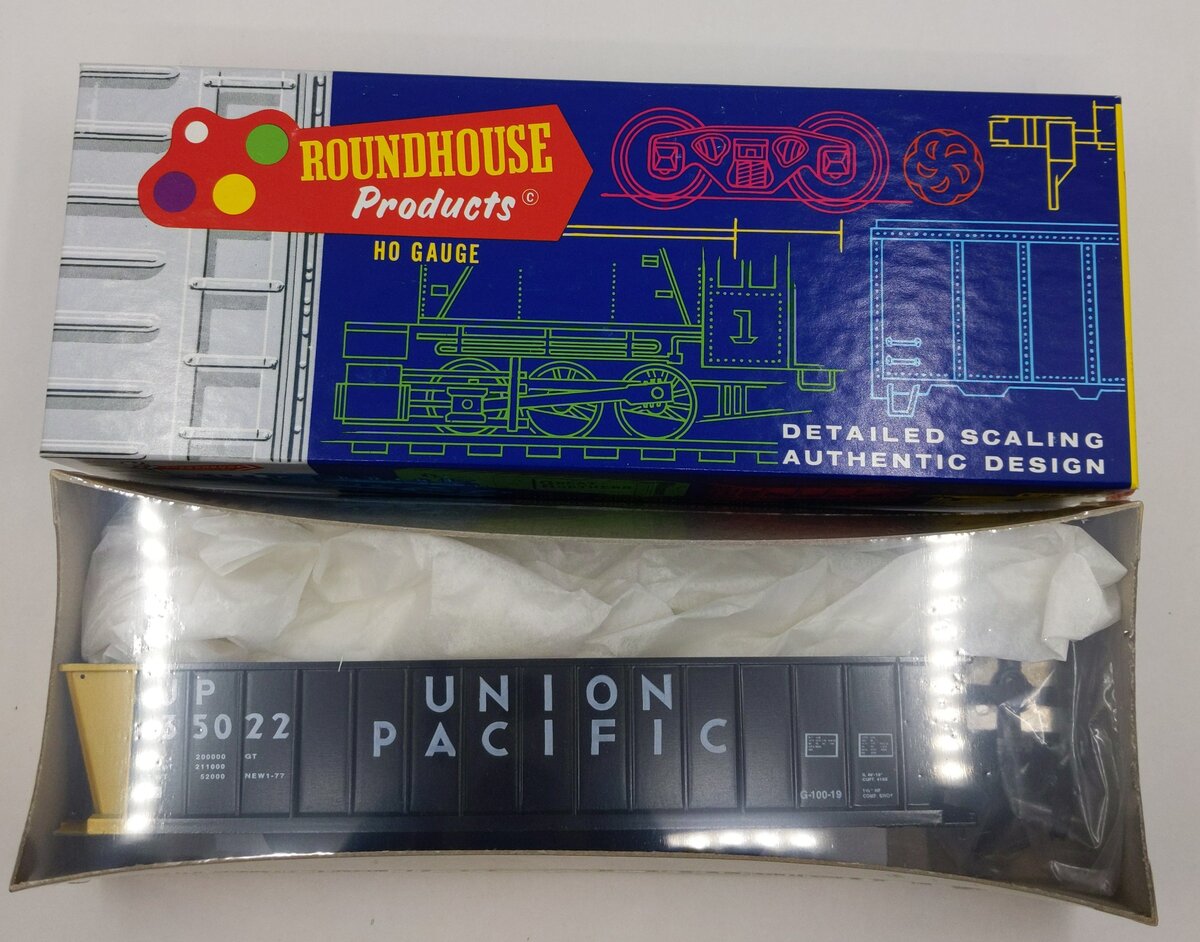 ROUNDHOUSE
Products ©
HO GAUGE
1
DETAILED SCALING
AUTHENTIC DESIGN
UP
35022
UNION
PACIFIC
200000 GT
211000
52000 NEW1-77
G-100-19